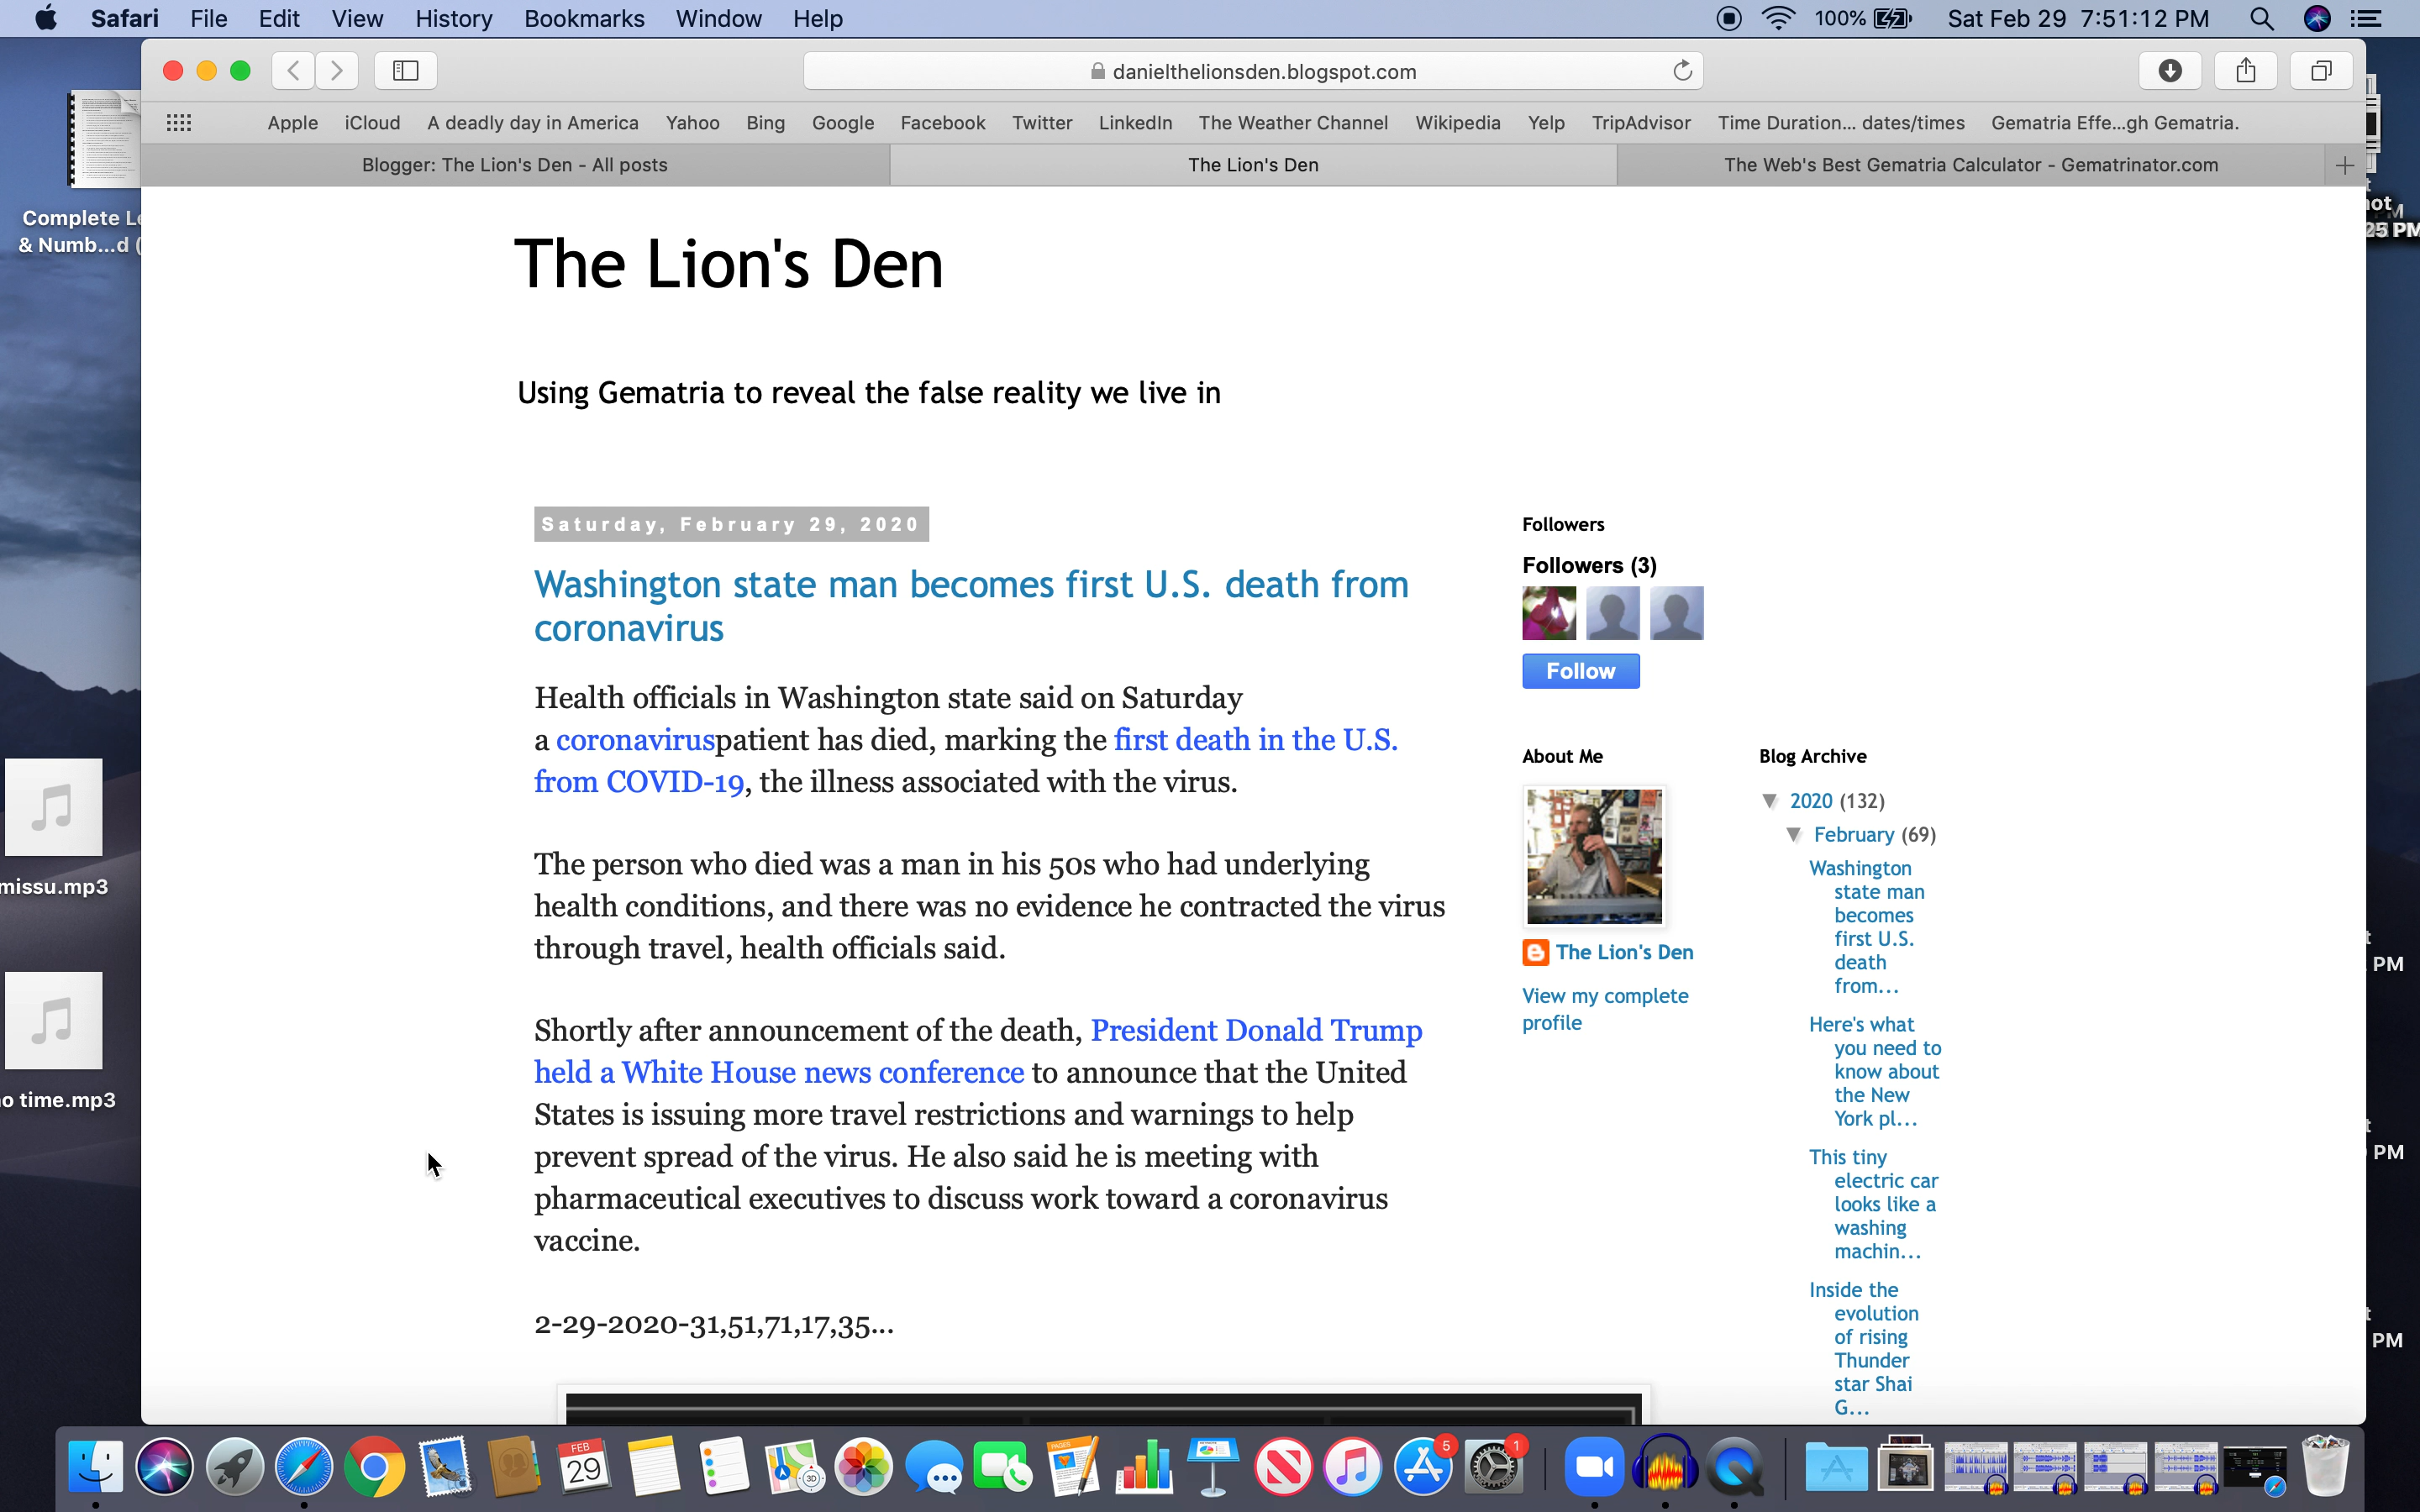 Safari File Edit View History Bookmarks Window Help 100% Sat Feb 29 7:51:12 PM
danielthelionsden.blogspot.com
Apple iCloud A deadly day in America Yahoo Bing Google Facebook Twitter LinkedIn The Weather Channel Wikipedia Yelp TripAdvisor Time Duration... dates/times Gematria Effe...gh Gematria.
Blogger: The Lion's Den - All posts The Lion's Den The Web's Best Gematria Calculator - Gematrinator.com
Complete Le
& Numb...d (
missu.mp3
o time.mp3
25 PM
PM
PM
PM
The Lion's Den
Using Gematria to reveal the false reality we live in
Saturday, February 29, 2020
Washington state man becomes first U.S. death from
coronavirus
Health officials in Washington state said on Saturday
a coronaviruspatient has died, marking the first death in the U.S.
from COVID-19, the illness associated with the virus.
The person who died was a man in his 50s who had underlying
health conditions, and there was no evidence he contracted the virus
through travel, health officials said.
Shortly after announcement of the death, President Donald Trump
held a White House news conference to announce that the United
States is issuing more travel restrictions and warnings to help
prevent spread of the virus. He also said he is meeting with
pharmaceutical executives to discuss work toward a coronavirus
vaccine.
2-29-2020-31,51,71,17,35...
Followers
Followers (3)
Follow
About Me
The Lion's Den
View my complete
profile
Blog Archive
▼ 2020 (132)
▼ February (69)
Washington
state man
becomes
first U.S.
death
from...
Here's what
you need to
know about
the New
York pl...
This tiny
electric car
looks like a
washing
machin...
Inside the
evolution
of rising
Thunder
star Shai
G...
FEB
29
PAGES
3D
5
1